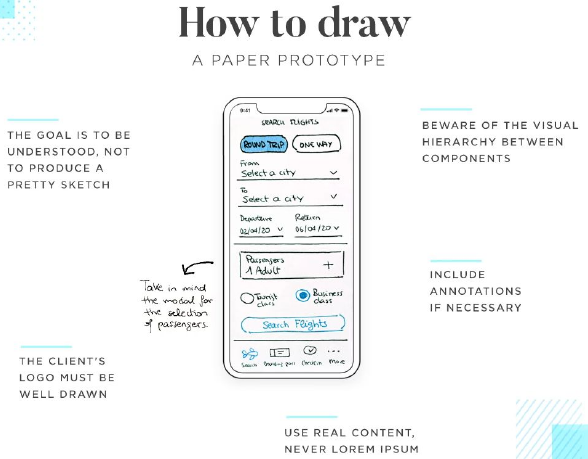 How to draw
A PAPER PROTOTYPE
THE GOAL IS TO BE
UNDERSTOOD, NOT
TO PRODUCE A
PRETTY SKETCH
BEWARE OF THE VISUAL
HIERARCHY BETWEEN
COMPONENTS
9:41
SEARCH FLIGHTS
ROUND TRIP ONE WAY
From
Select a city
To
Select a city
Departure Return
02/04/20 06/04/20
Passengers
1 Adult +
Tourist class
Business class
Search Flights
Search Check in More
Take in mind
the modal for
the selection
of passengers.
INCLUDE
ANNOTATIONS
IF NECESSARY
THE CLIENT'S
LOGO MUST BE
WELL DRAWN
USE REAL CONTENT,
NEVER LOREM IPSUM